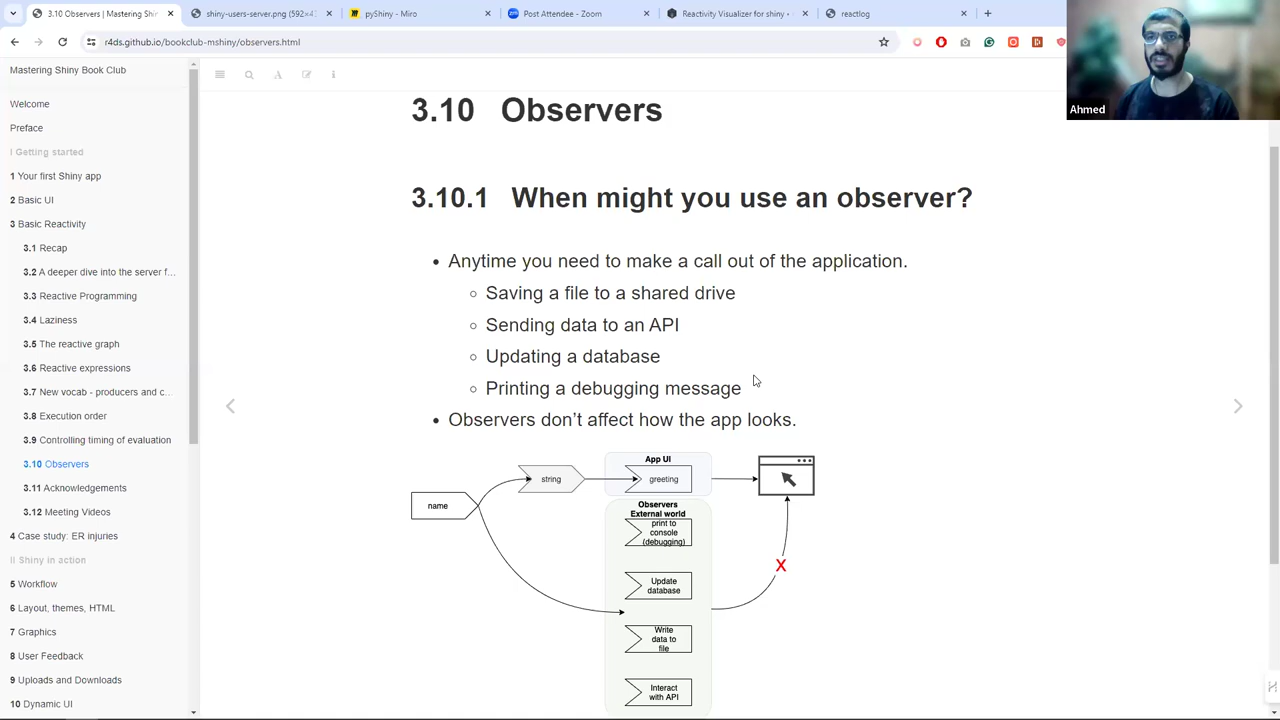 3.10 Observers | Mastering Shiny
shiny-users-server.png (592×4
pyShiny - Miro
Post Attendee - Zoom
Reactivity Visualizer for shiny •
reactlog
r4ds.github.io/bookclub-mshiny/observers.html
Ahmed
Mastering Shiny Book Club
Welcome
Preface
I Getting started
1 Your first Shiny app
2 Basic UI
3 Basic Reactivity
3.1 Recap
3.2 A deeper dive into the server f…
3.3 Reactive Programming
3.4 Laziness
3.5 The reactive graph
3.6 Reactive expressions
3.7 New vocab - producers and c…
3.8 Execution order
3.9 Controlling timing of evaluation
3.10 Observers
3.11 Acknowledgements
3.12 Meeting Videos
4 Case study: ER injuries
II Shiny in action
5 Workflow
6 Layout, themes, HTML
7 Graphics
8 User Feedback
9 Uploads and Downloads
10 Dynamic UI
3.10 Observers
3.10.1 When might you use an observer?
• Anytime you need to make a call out of the application.
○ Saving a file to a shared drive
○ Sending data to an API
○ Updating a database
○ Printing a debugging message
• Observers don't affect how the app looks.
App UI
string
greeting
name
Observers
External world
print to
console
(debugging)
X
Update
database
Write
data to
file
Interact
with API